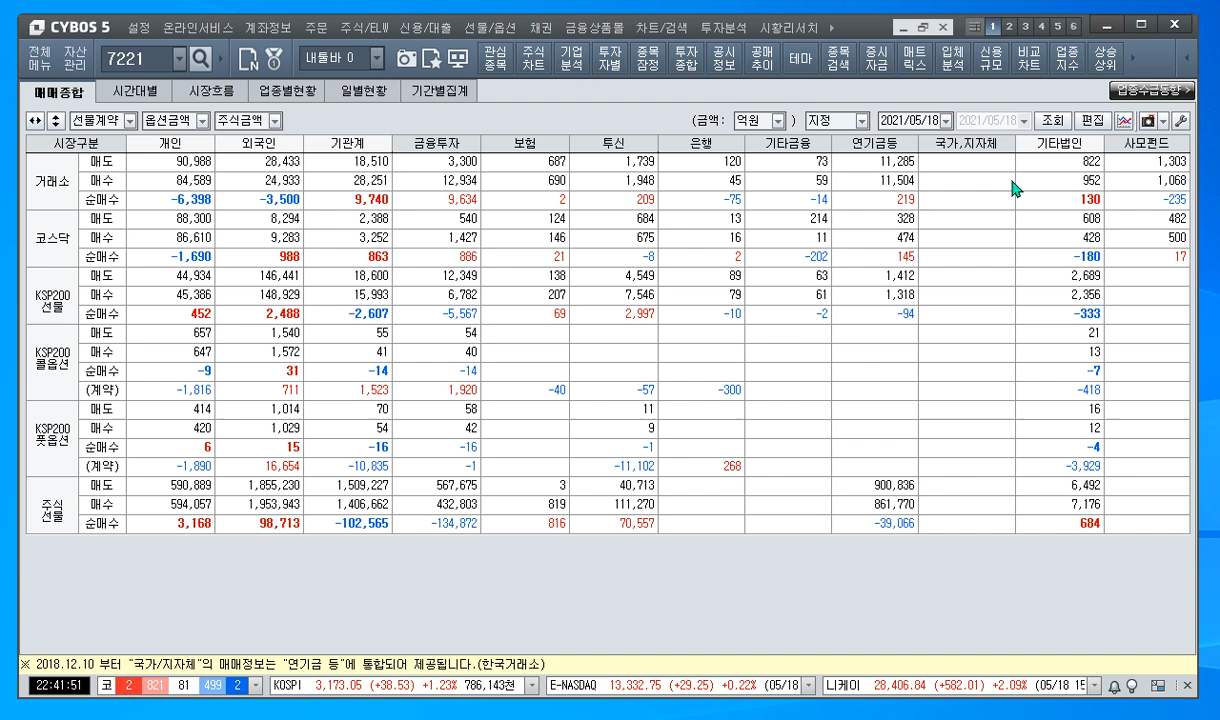 CYBOS 5 설정 온라인서비스 계좌정보 주문 주식/ELW 신용/대출 선물/옵션 채권 금융상품몰 차트/검색 투자분석 시황리서치 1 2 3 4 5 6
전체메뉴 자산관리 7221 내툴바 0 관심종목 주식차트 기업분석 투자자별 종목잠정 투자종합 공시정보 공매추이 테마 종목검색 증시자금 매트릭스 입체분석 신용규모 비교차트 업종지수 상승상위
매매종합 시간대별 시장흐름 업종별현황 일별현황 기간별집계 업종수급동향
선물계약 옵션금액 주식금액 (금액: 억원 ) 지정 2021/05/18 2021/05/18 조회 편집
시장구분 개인 외국인 기관계 금융투자 보험 투신 은행 기타금융 연기금등 국가,지자체 기타법인 사모펀드
거래소
매도 90,988 28,433 18,510 3,300 687 1,739 120 73 11,285 822 1,303
매수 84,589 24,933 28,251 12,934 690 1,948 45 59 11,504 952 1,068
순매수 -6,398 -3,500 9,740 9,634 2 209 -75 -14 219 130 -235
코스닥
매도 88,300 8,294 2,388 540 124 684 13 214 328 608 482
매수 86,610 9,283 3,252 1,427 146 675 16 11 474 428 500
순매수 -1,690 988 863 886 21 -8 2 -202 145 -180 17
KSP200 선물
매도 44,934 146,441 18,600 12,349 138 4,549 89 63 1,412 2,689
매수 45,386 148,929 15,993 6,782 207 7,546 79 61 1,318 2,356
순매수 452 2,488 -2,607 -5,567 69 2,997 -10 -2 -94 -333
KSP200 콜옵션
매도 657 1,540 55 54 21
매수 647 1,572 41 40 13
순매수 -9 31 -14 -14 -7
(계약) -1,816 711 1,523 1,920 -40 -57 -300 -418
KSP200 풋옵션
매도 414 1,014 70 58 11 16
매수 420 1,029 54 42 9 12
순매수 6 15 -16 -16 -1 -4
(계약) -1,890 16,654 -10,835 -1 -11,102 268 -3,929
주식 선물
매도 590,889 1,855,230 1,509,227 567,675 3 40,713 900,836 6,492
매수 594,057 1,953,943 1,406,662 432,803 819 111,270 861,770 7,176
순매수 3,168 98,713 -102,565 -134,872 816 70,557 -39,066 684
※ 2018.12.10 부터 "국가/지자체"의 매매정보는 "연기금 등"에 통합되어 제공됩니다.(한국거래소)
22:41:51 코 2 821 81 499 2 KOSPI 3,173.05 (+38.53) +1.23% 786,143천 E-NASDAQ 13,332.75 (+29.25) +0.22% (05/18 니케이 28,406.84 (+582.01) +2.09% (05/18 15